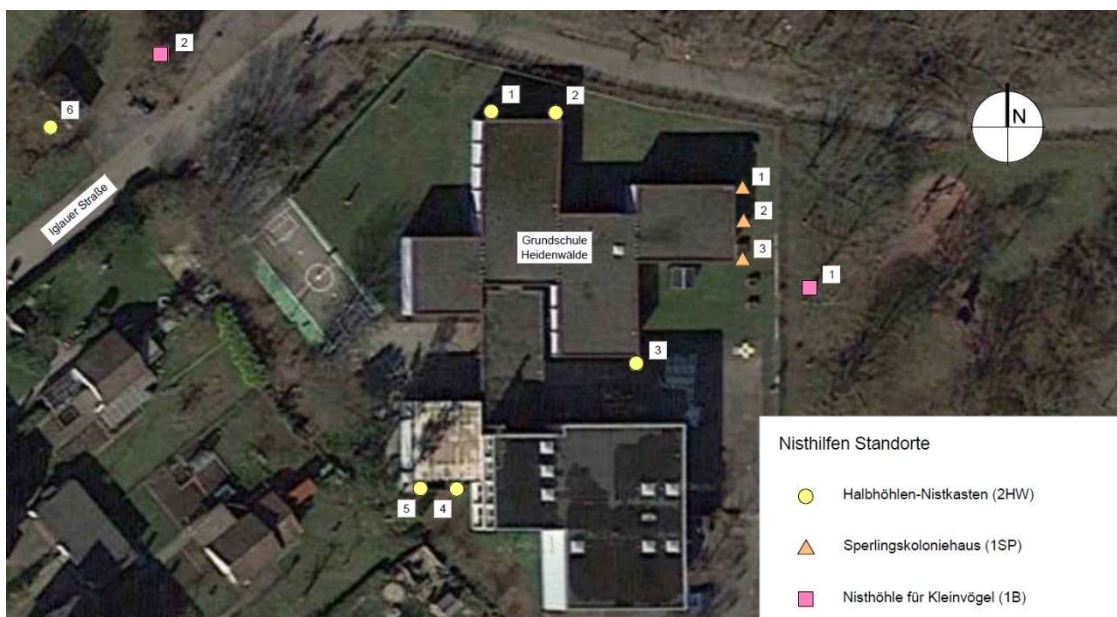 2
6
1
2
N
Iglauer Straße
1
2
3
Grundschule
Heidenwälde
1
3
5
4
Nisthilfen Standorte
Halbhöhlen-Nistkasten (2HW)
Sperlingskoloniehaus (1SP)
Nisthöhle für Kleinvögel (1B)